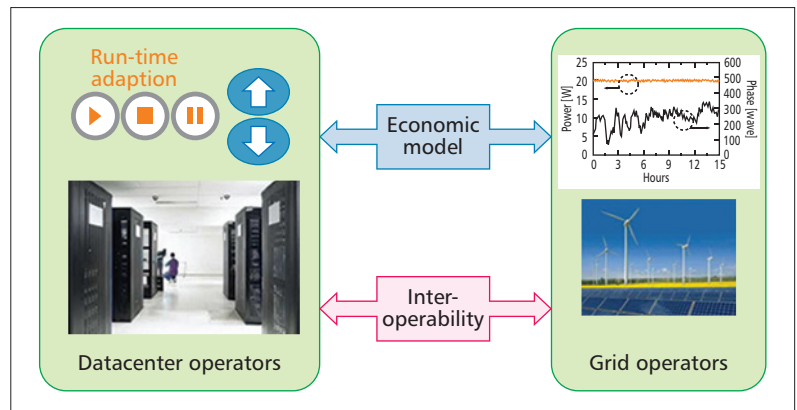 Run-time
adaption
Economic
model
Inter-
operability
Datacenter operators
Power [W]
25
20
15
10
5
0
600
500
400
300
200
100
0
Phase [wave]
0 3 6 9 12 15
Hours
Grid operators